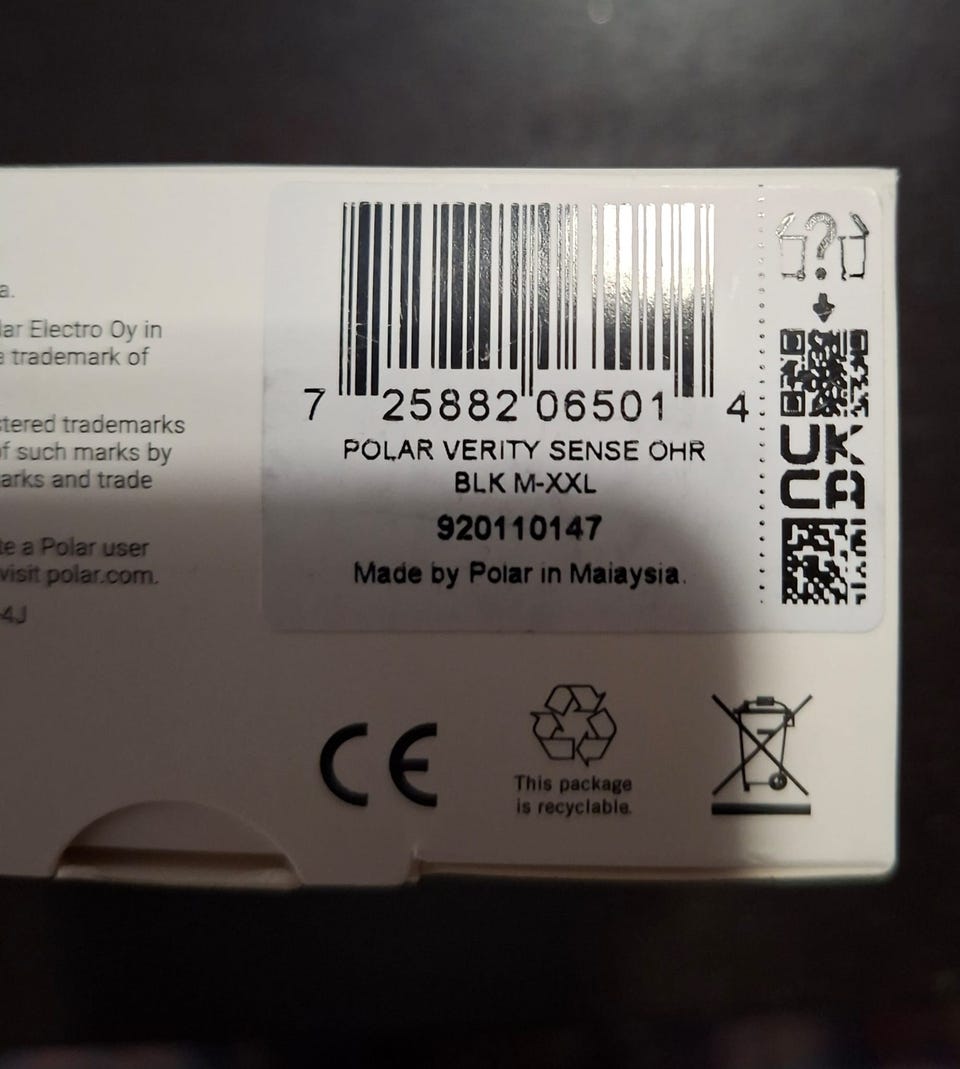 a.
lar Electro Oy in
a trademark of
stered trademarks
of such marks by
arks and trade
te a Polar user
visit polar.com.
-4J
7 25882 06501 4
POLAR VERITY SENSE OHR
BLK M-XXL
920110147
Made by Polar in Maiaysia.
?
UK
CA
CE
This package
is recyclable.